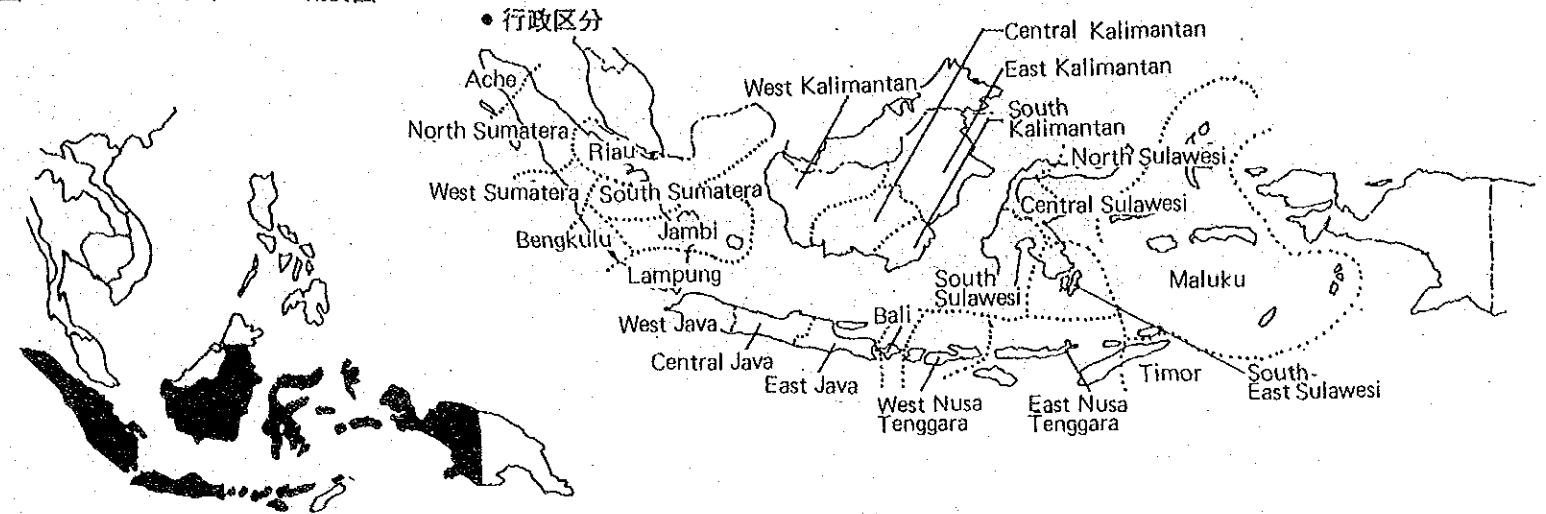 • 行政区分
Central Kalimantan
East Kalimantan
South
Kalimantan
West Kalimantan
Ache
North Sumatera
Riau
West Sumatera
South Sumatera
Bengkulu
Jambi
Lampung
North Sulawesi
Central Sulawesi
South
Sulawesi
Maluku
West Java
Central Java
East Java
Bali
West Nusa
Tenggara
East Nusa
Tenggara
Timor
South-
East Sulawesi